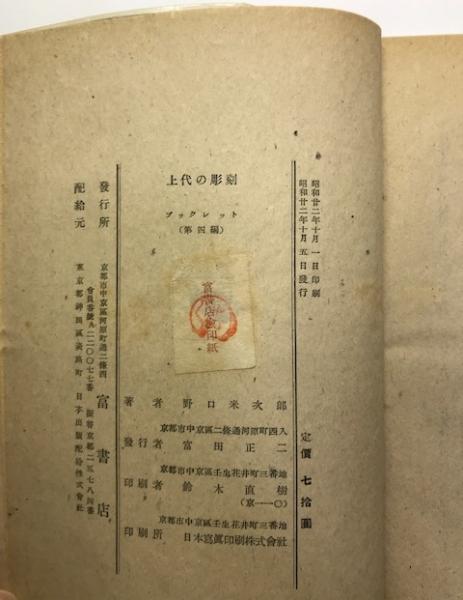 昭和廿二年十月一日印刷
昭和廿二年十月五日發行
定價 七拾圓
上代の彫刻
ブックレット
(第四編)
富書店檢印紙
著者 野口米次郎
京都市中京區二條通河原町西入
發行者 富田正二
京都市中京區壬生花井町三番地
印刷者 鈴木直樹
(京一一〇)
京都市中京區壬生花井町三番地
印刷所 日本寫眞印刷株式會社
發行所
京都市中京區河原町通二條西
富書店
會員番號A二二〇七七番
振替京都二五七八四番
配給元
東京都神田區淡路町
日本出版配給株式會社